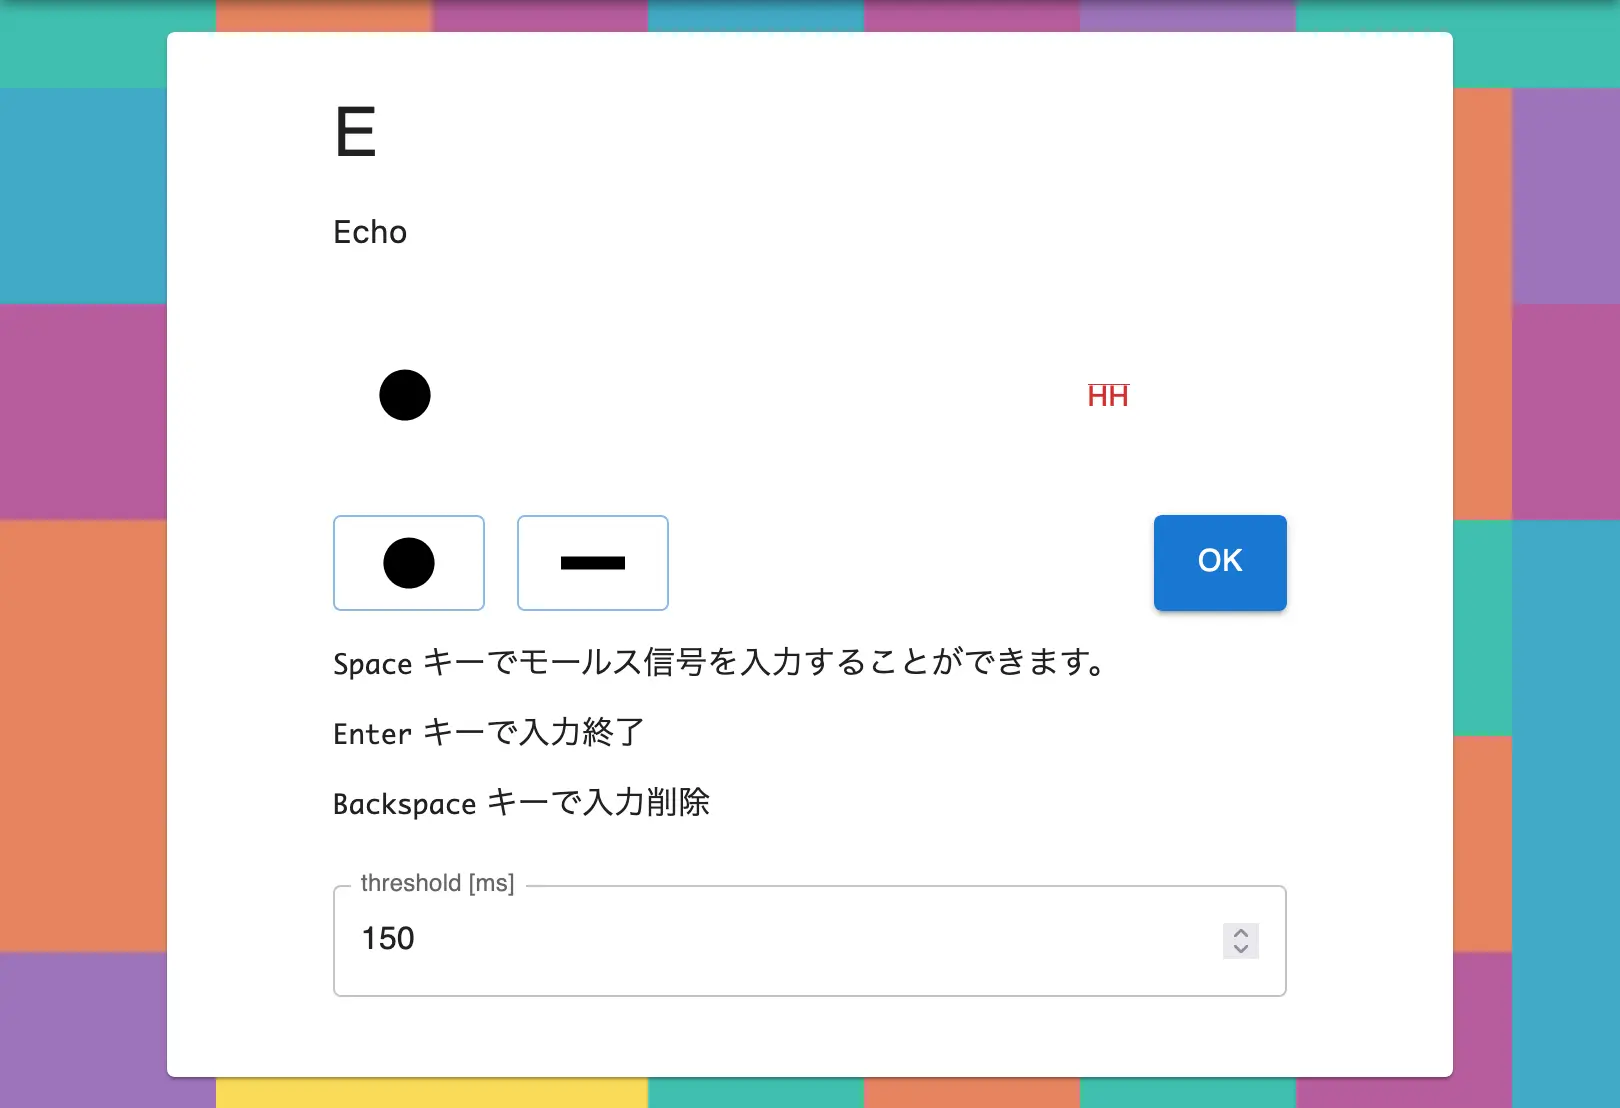 E
Echo
HH
OK
Space キーでモールス信号を入力することができます。
Enter キーで入力終了
Backspace キーで入力削除
threshold [ms]
150